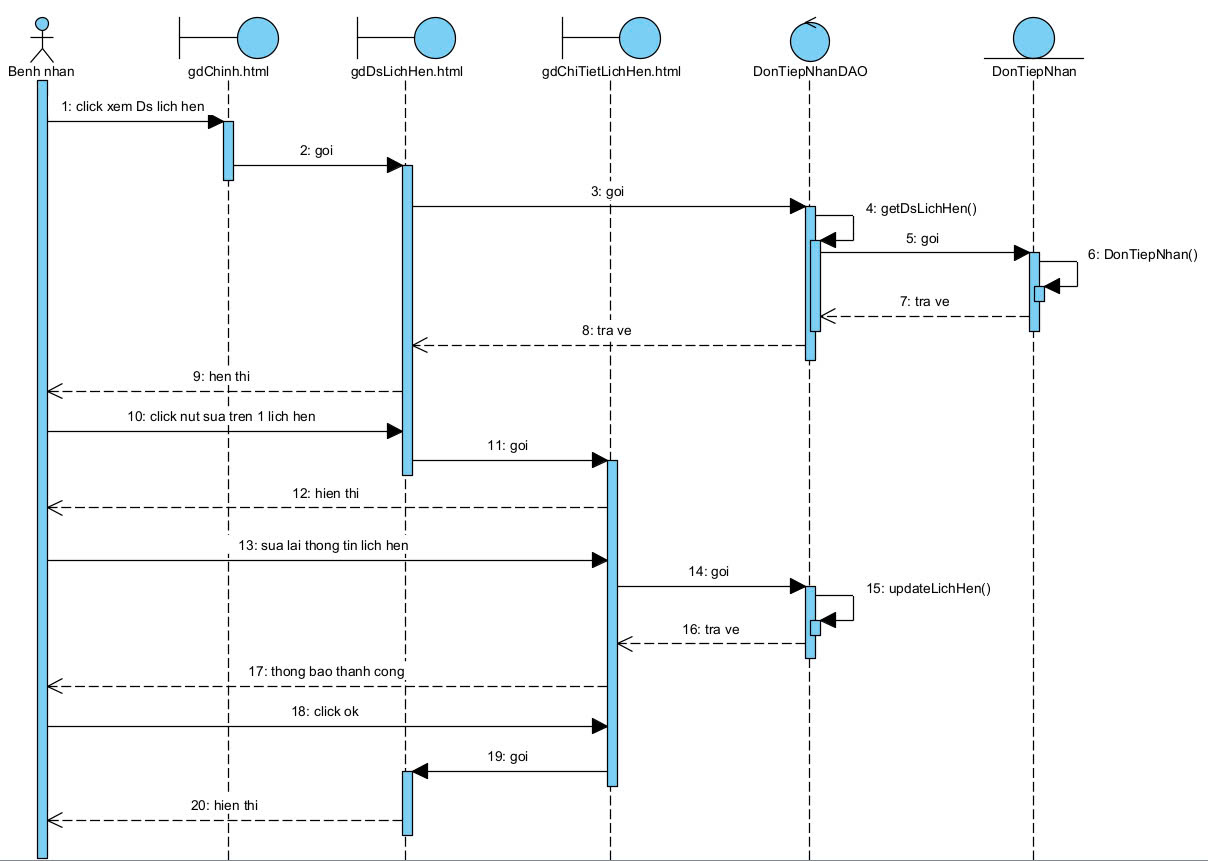 Benh nhan
gdChinh.html
gdDsLichHen.html
gdChiTietLichHen.html
DonTiepNhanDAO
DonTiepNhan
1: click xem Ds lich hen
2: goi
3: goi
4: getDsLichHen()
5: goi
6: DonTiepNhan()
7: tra ve
8: tra ve
9: hen thi
10: click nut sua tren 1 lich hen
11: goi
12: hien thi
13: sua lai thong tin lich hen
14: goi
15: updateLichHen()
16: tra ve
17: thong bao thanh cong
18: click ok
19: goi
20: hien thi